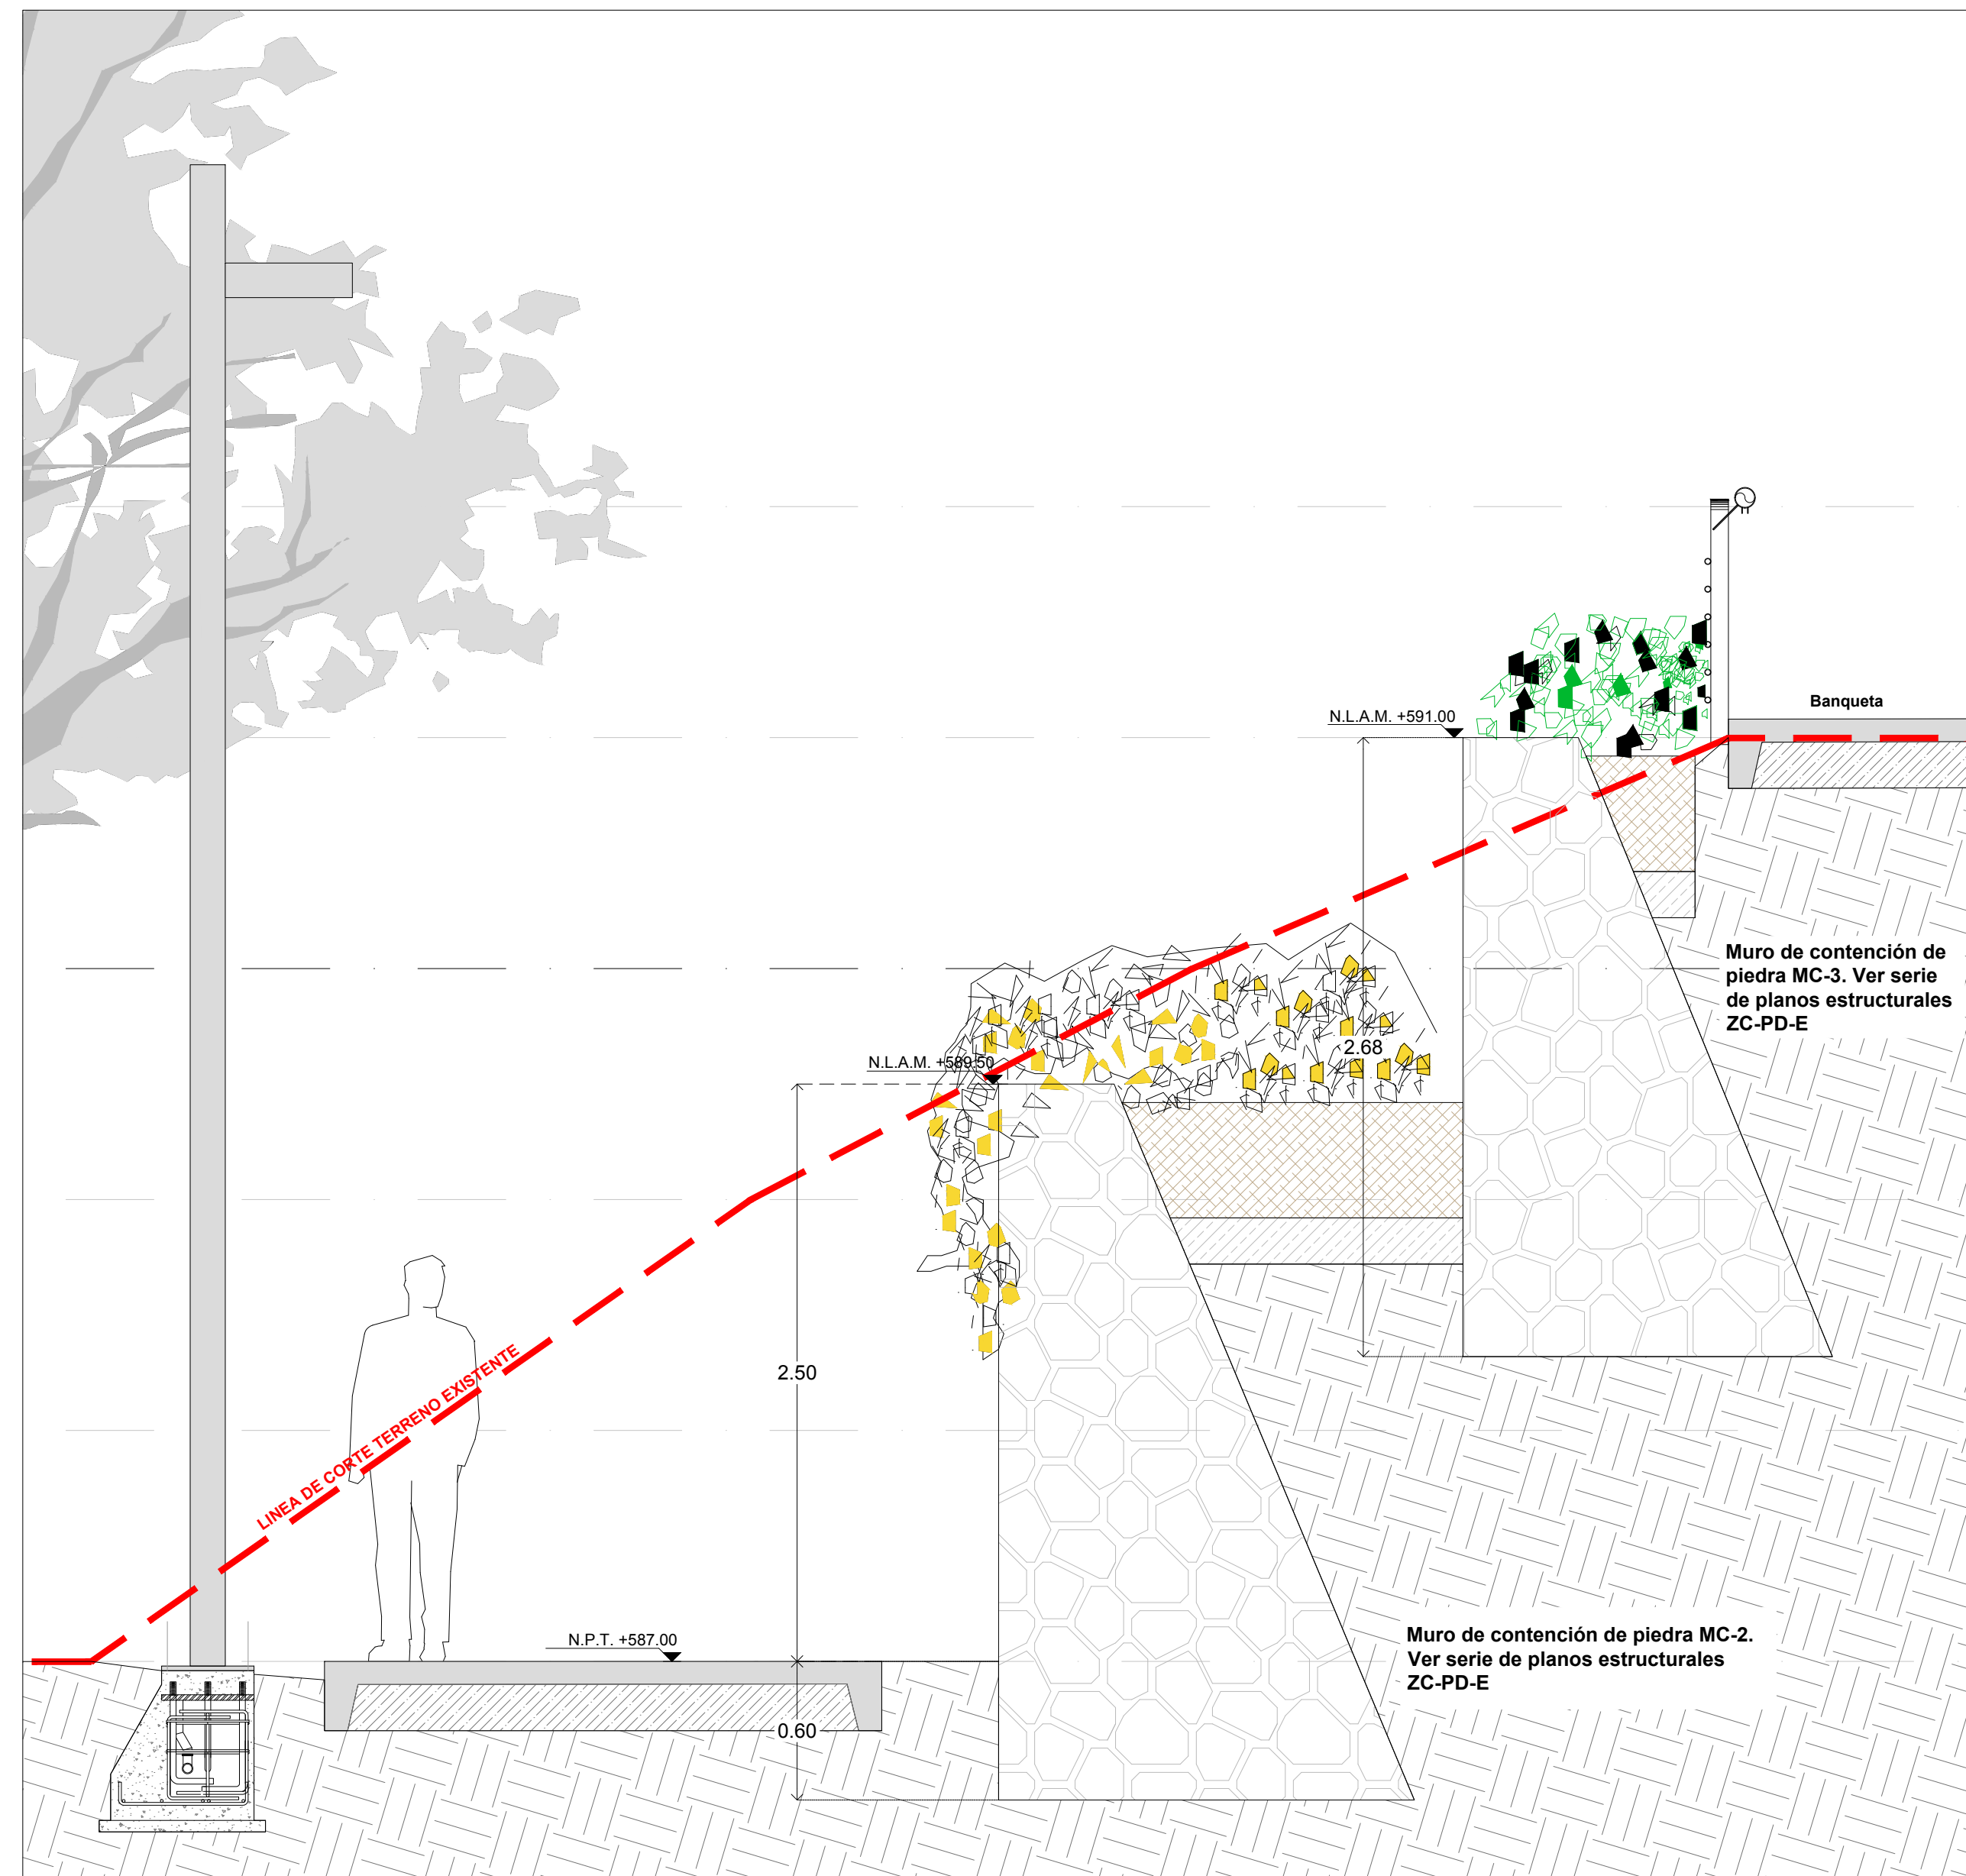 Banqueta
N.L.A.M. +591.00
Muro de contención de
piedra MC-3. Ver serie
de planos estructurales
ZC-PD-E
2.68
N.L.A.M. +589.50
2.50
LINEA DE CORTE TERRENO EXISTENTE
N.P.T. +587.00
Muro de contención de piedra MC-2.
Ver serie de planos estructurales
ZC-PD-E
0.60